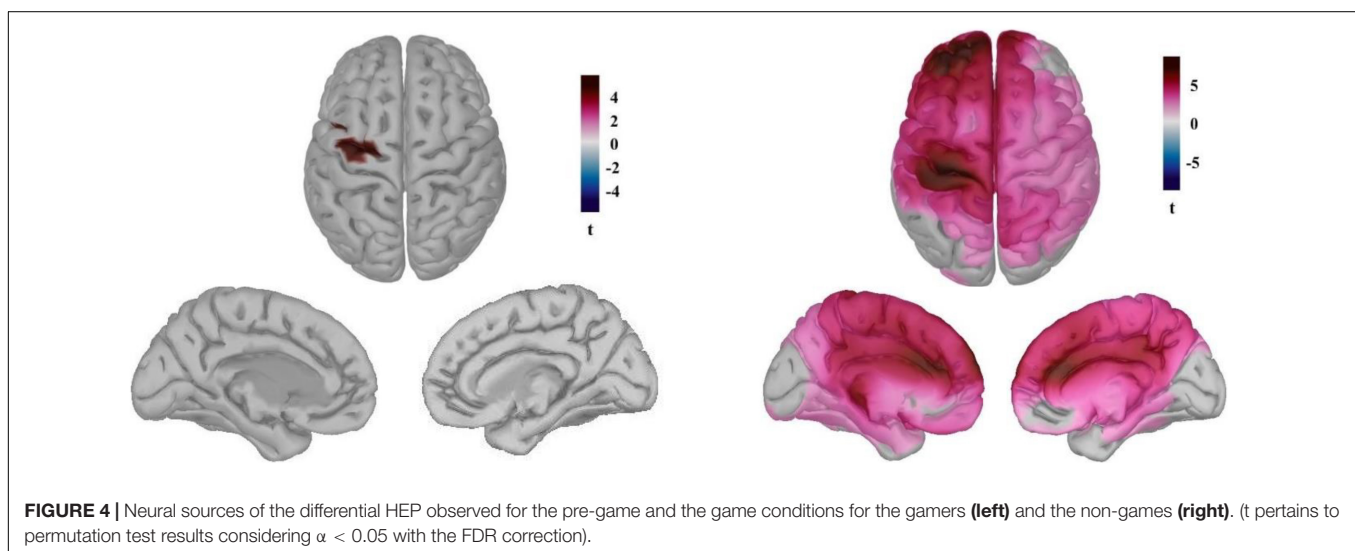 4
2
0
-2
-4
t
5
0
-5
t
FIGURE 4 | Neural sources of the differential HEP observed for the pre-game and the game conditions for the gamers (left) and the non-games (right). (t pertains to
permutation test results considering α < 0.05 with the FDR correction).